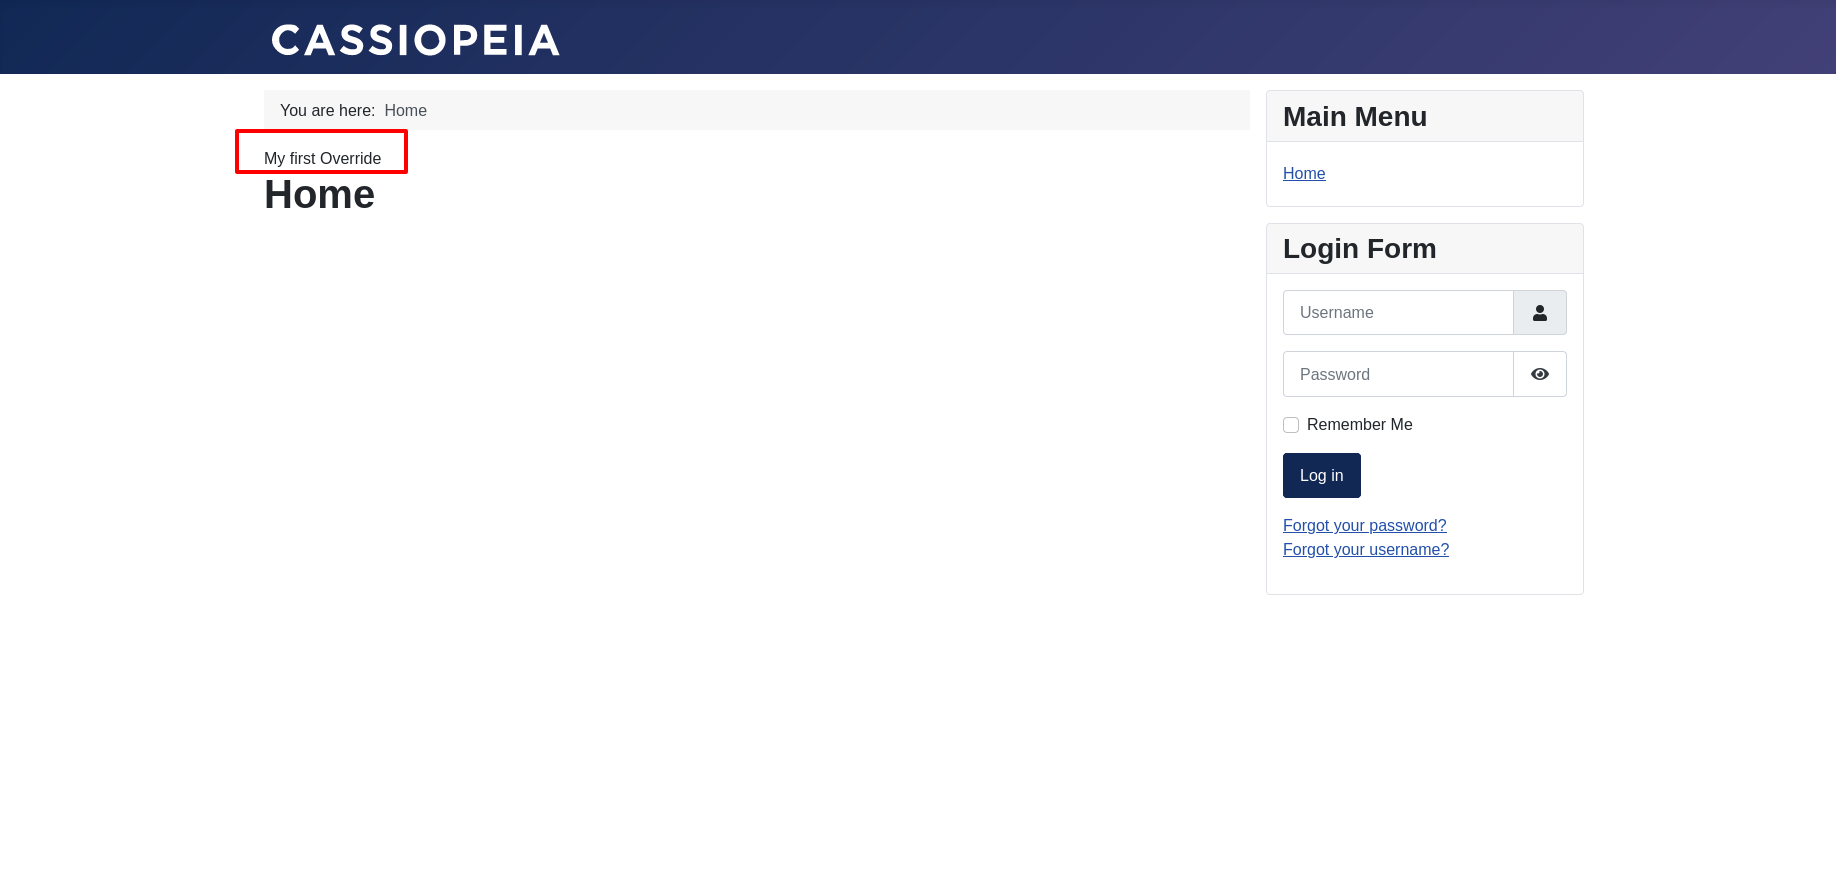 CASSIOPEIA
You are here: Home
My first Override
Home
Main Menu
Home
Login Form
Username
Password
Remember Me
Log in
Forgot your password?
Forgot your username?